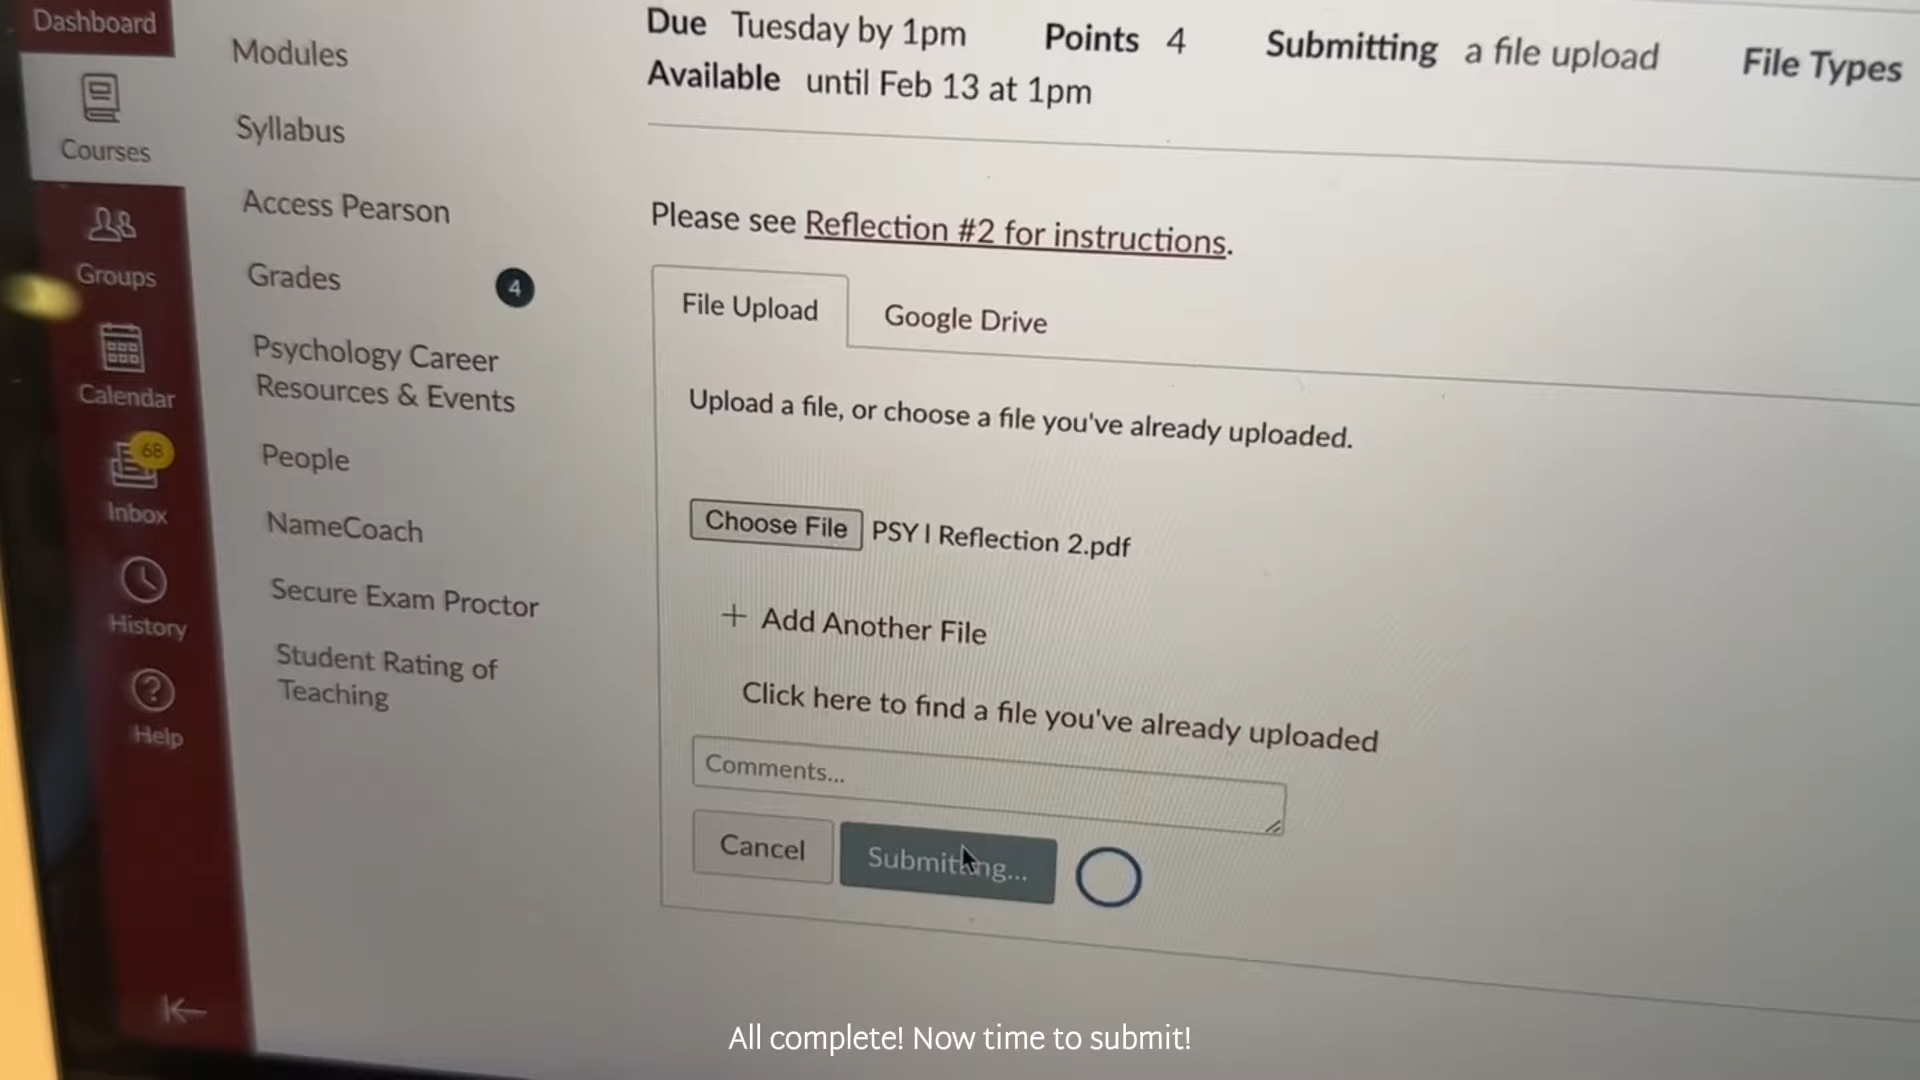 Dashboard
Courses
Groups
Calendar
68
Inbox
History
Help
Modules
Syllabus
Access Pearson
Grades
4
Psychology Career
Resources & Events
People
NameCoach
Secure Exam Proctor
Student Rating of
Teaching
Due Tuesday by 1pm Points 4 Submitting a file upload File Types
Available until Feb 13 at 1pm
Please see Reflection #2 for instructions.
File Upload
Google Drive
Upload a file, or choose a file you've already uploaded.
Choose File PSY I Reflection 2.pdf
+ Add Another File
Click here to find a file you've already uploaded
Comments...
Cancel
Submitting...
All complete! Now time to submit!